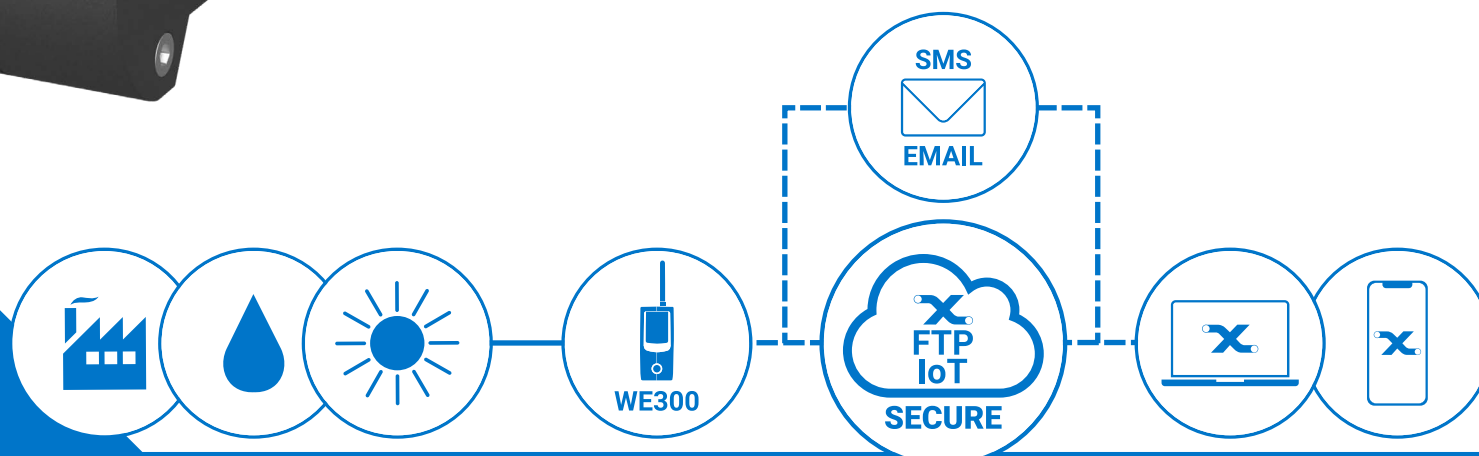 SMS
EMAIL
WE300
FTP
IoT
SECURE